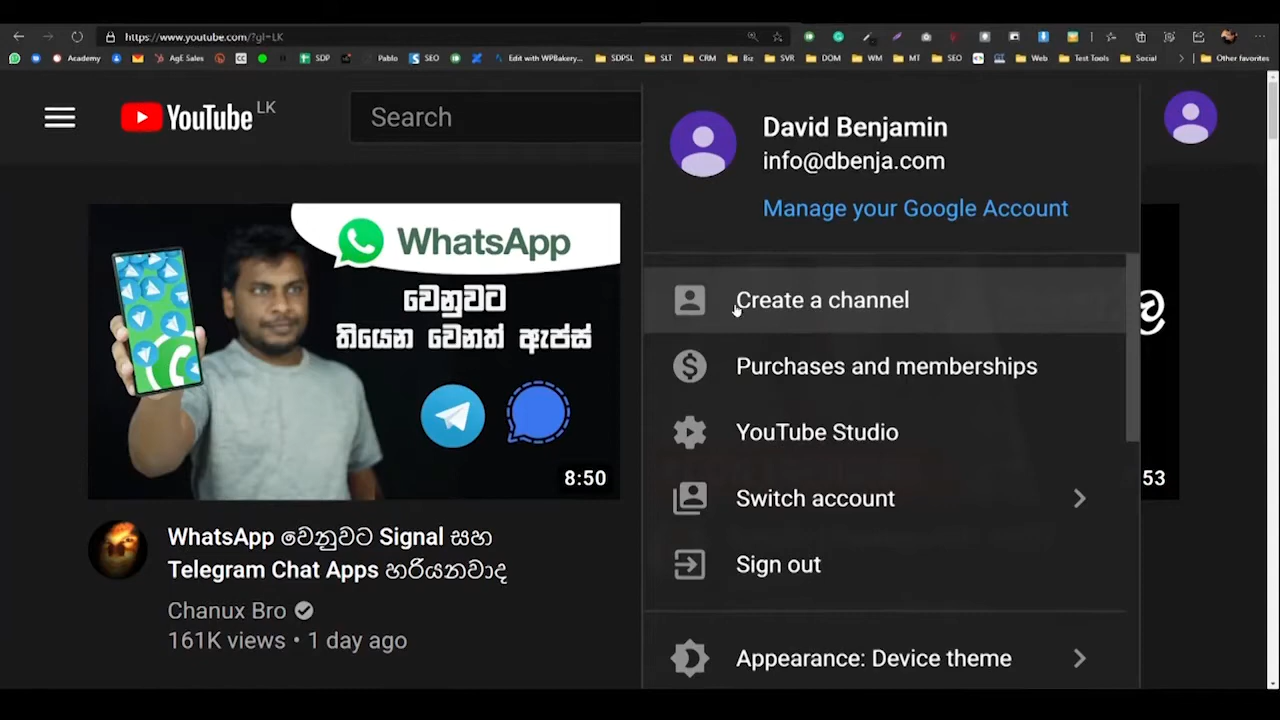 https://www.youtube.com/?gl=LK
Academy AgE Sales CC SDP Pablo SEO Edit with WPBakery... SDPSL SLT CRM Biz SVR DOM WM MT SEO Web Test Tools Social Other favorites
YouTube LK
Search
David Benjamin
info@dbenja.com
Manage your Google Account
Create a channel
Purchases and memberships
YouTube Studio
Switch account
Sign out
Appearance: Device theme
WhatsApp
වෙනුවට
තියෙන වෙනත් ඇප්ස්
8:50
53
ල
WhatsApp වෙනුවට Signal සහ
Telegram Chat Apps හරියනවාද
Chanux Bro
161K views • 1 day ago